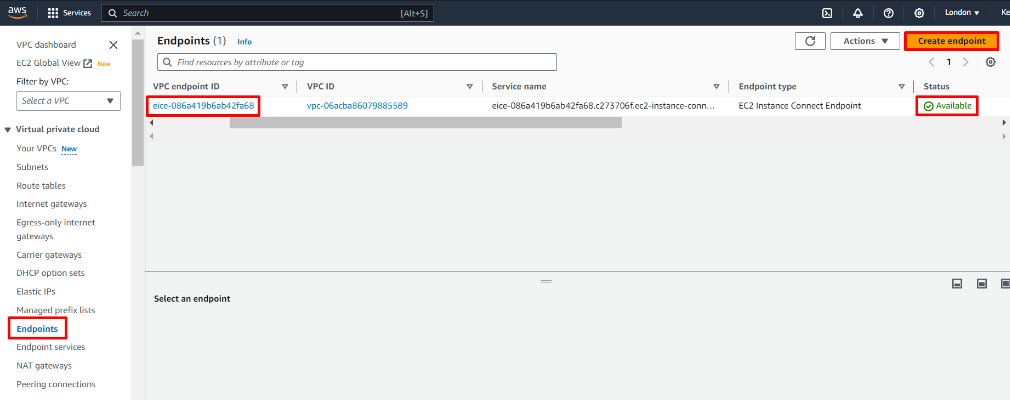 aws
Services
Search
[Alt+S]
London
Ke
VPC dashboard
EC2 Global View New
Filter by VPC:
Select a VPC
Virtual private cloud
Your VPCs New
Subnets
Route tables
Internet gateways
Egress-only internet
gateways
Carrier gateways
DHCP option sets
Elastic IPs
Managed prefix lists
Endpoints
Endpoint services
NAT gateways
Peering connections
Endpoints (1) Info
Actions
Create endpoint
Find resources by attribute or tag
1
VPC endpoint ID VPC ID Service name Endpoint type Status
eice-086a419b6ab42fa68 vpc-06acba86079885589 eice-086a419b6ab42fa68.c273706f.ec2-instance-conn... EC2 Instance Connect Endpoint Available
Select an endpoint